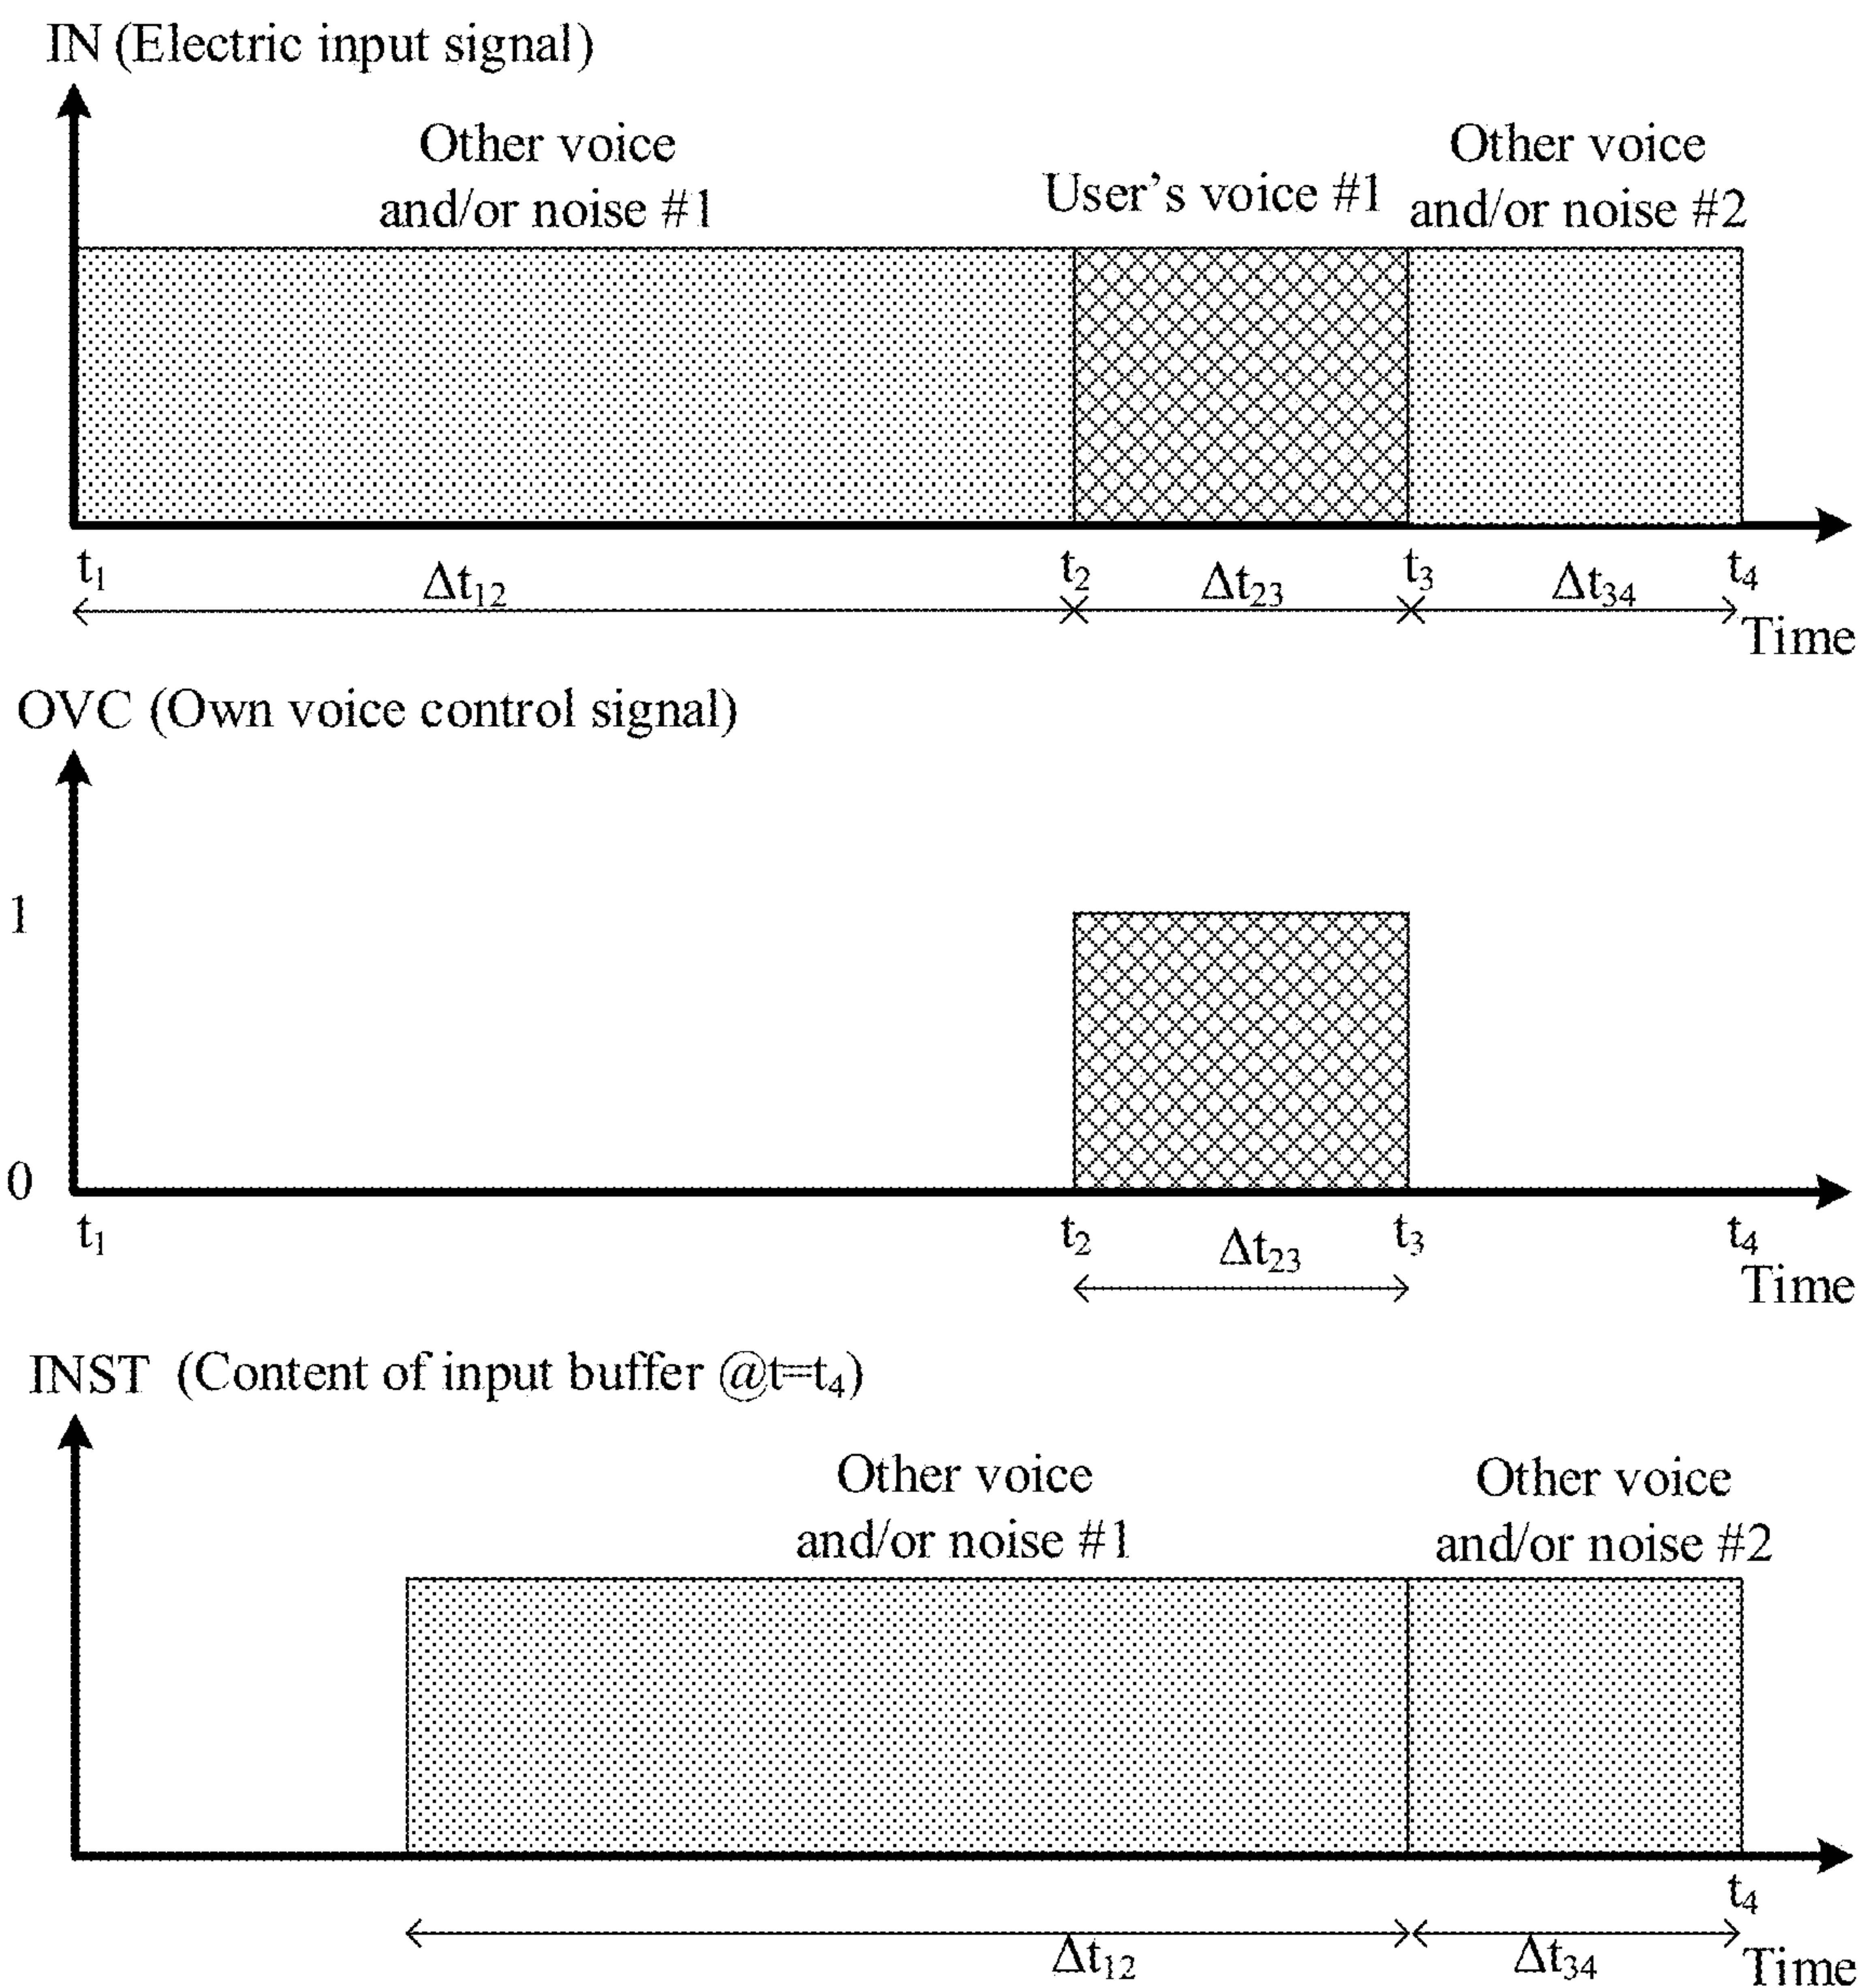 IN (Electric input signal)
Other voice
and/or noise #1
User's voice #1
Other voice
and/or noise #2
t1
Δt12
t2
Δt23
t3
Δt34
t4
Time
OVC (Own voice control signal)
1
0
t1
t2
Δt23
t3
t4
Time
INST (Content of input buffer @t=t4)
Other voice
and/or noise #1
Other voice
and/or noise #2
t4
Δt12
Δt34
Time